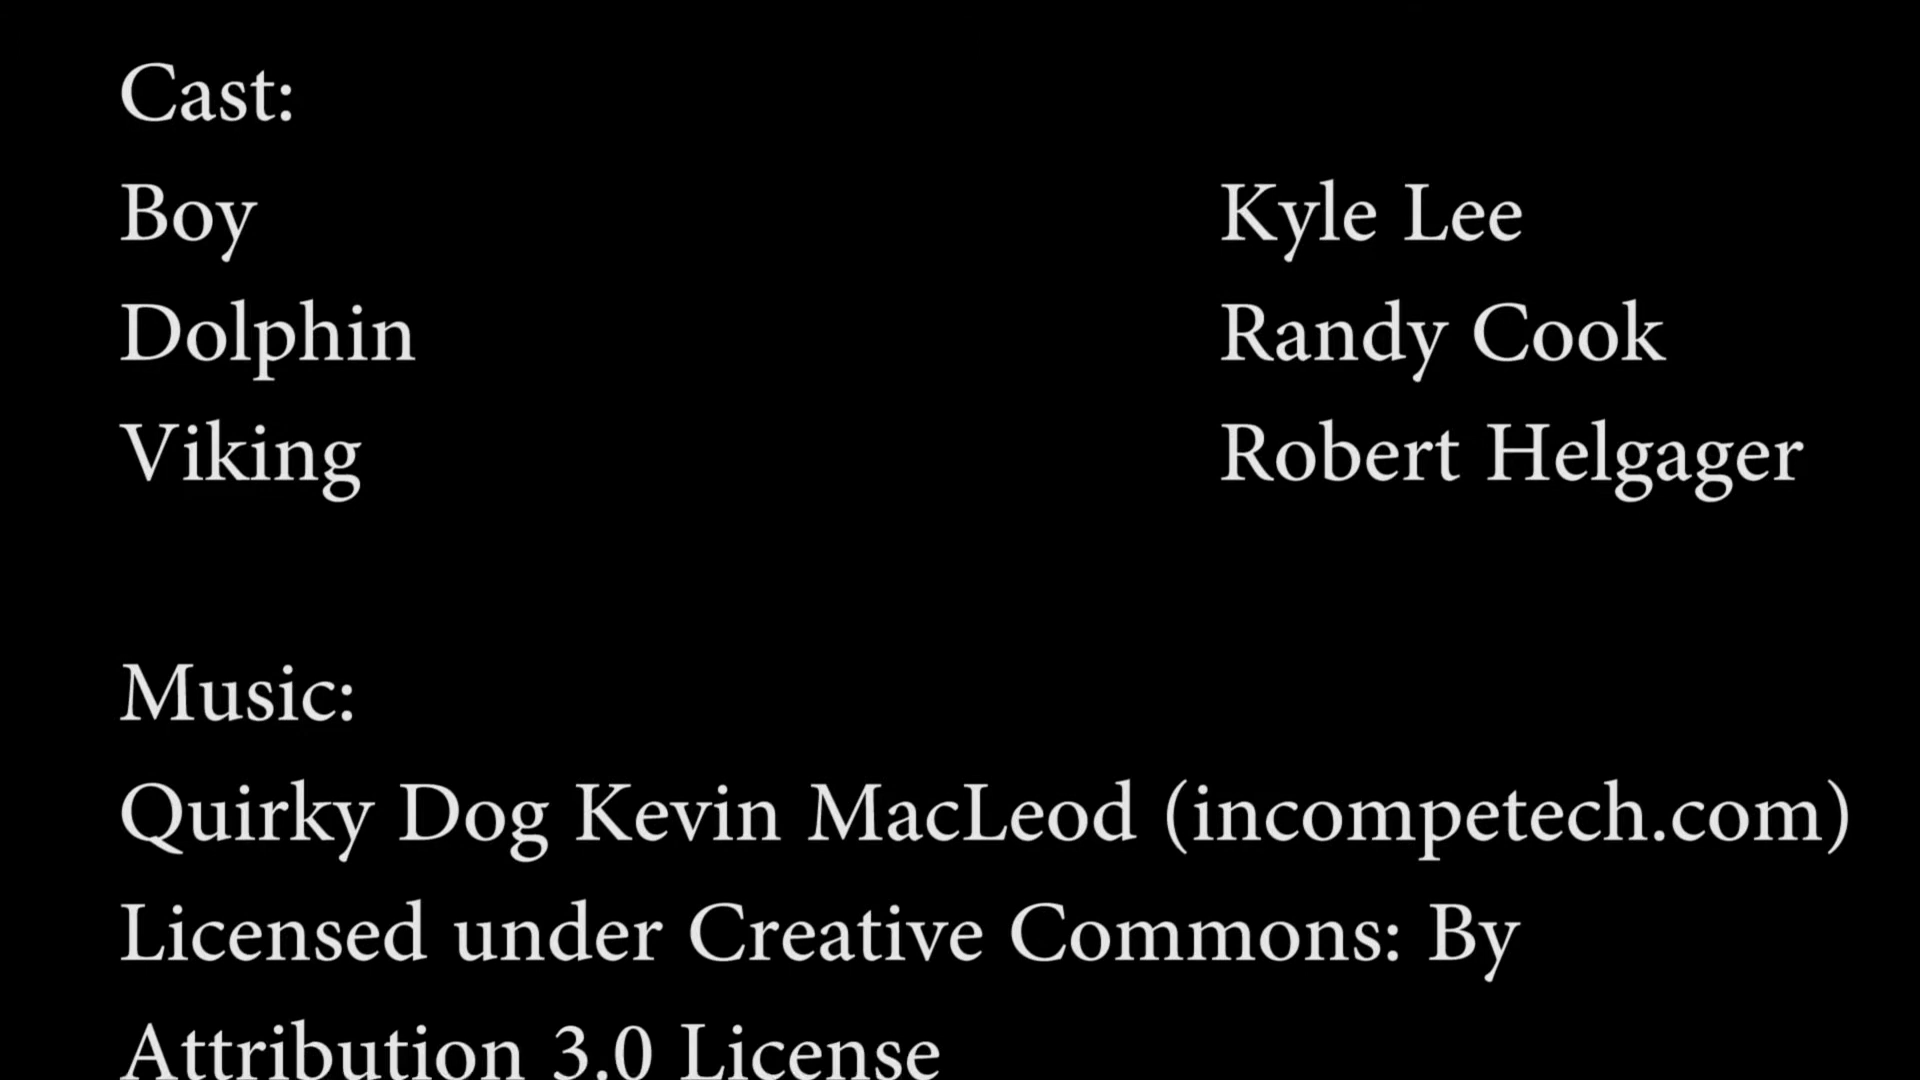 Cast:
Boy Kyle Lee
Dolphin Randy Cook
Viking Robert Helgager
Music:
Quirky Dog Kevin MacLeod (incompetech.com)
Licensed under Creative Commons: By
Attribution 3.0 License